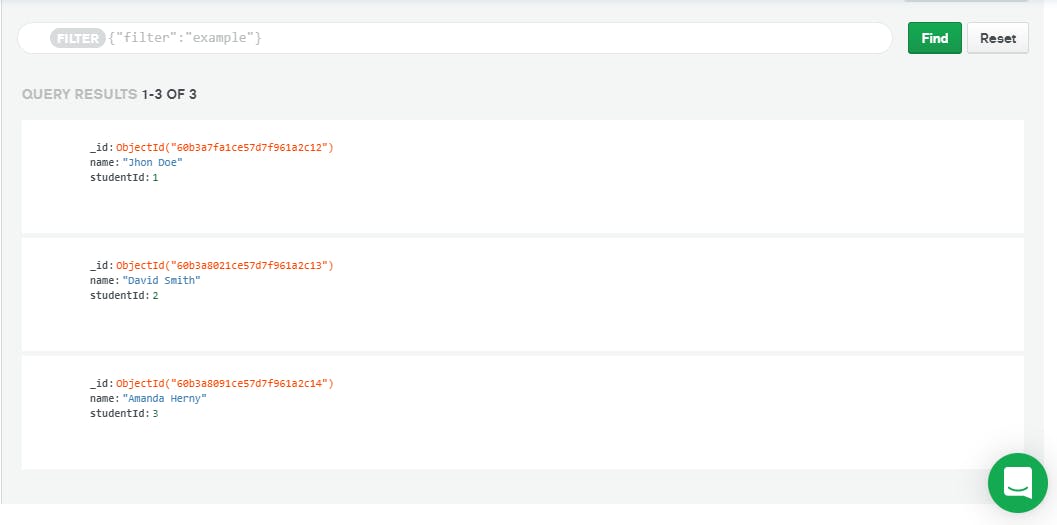 FILTER {"filter":"example"}
Find
Reset
QUERY RESULTS 1-3 OF 3
_id: ObjectId("60b3a7fa1ce57d7f961a2c12")
name: "Jhon Doe"
studentId: 1
_id: ObjectId("60b3a8021ce57d7f961a2c13")
name: "David Smith"
studentId: 2
_id: ObjectId("60b3a8091ce57d7f961a2c14")
name: "Amanda Herny"
studentId: 3